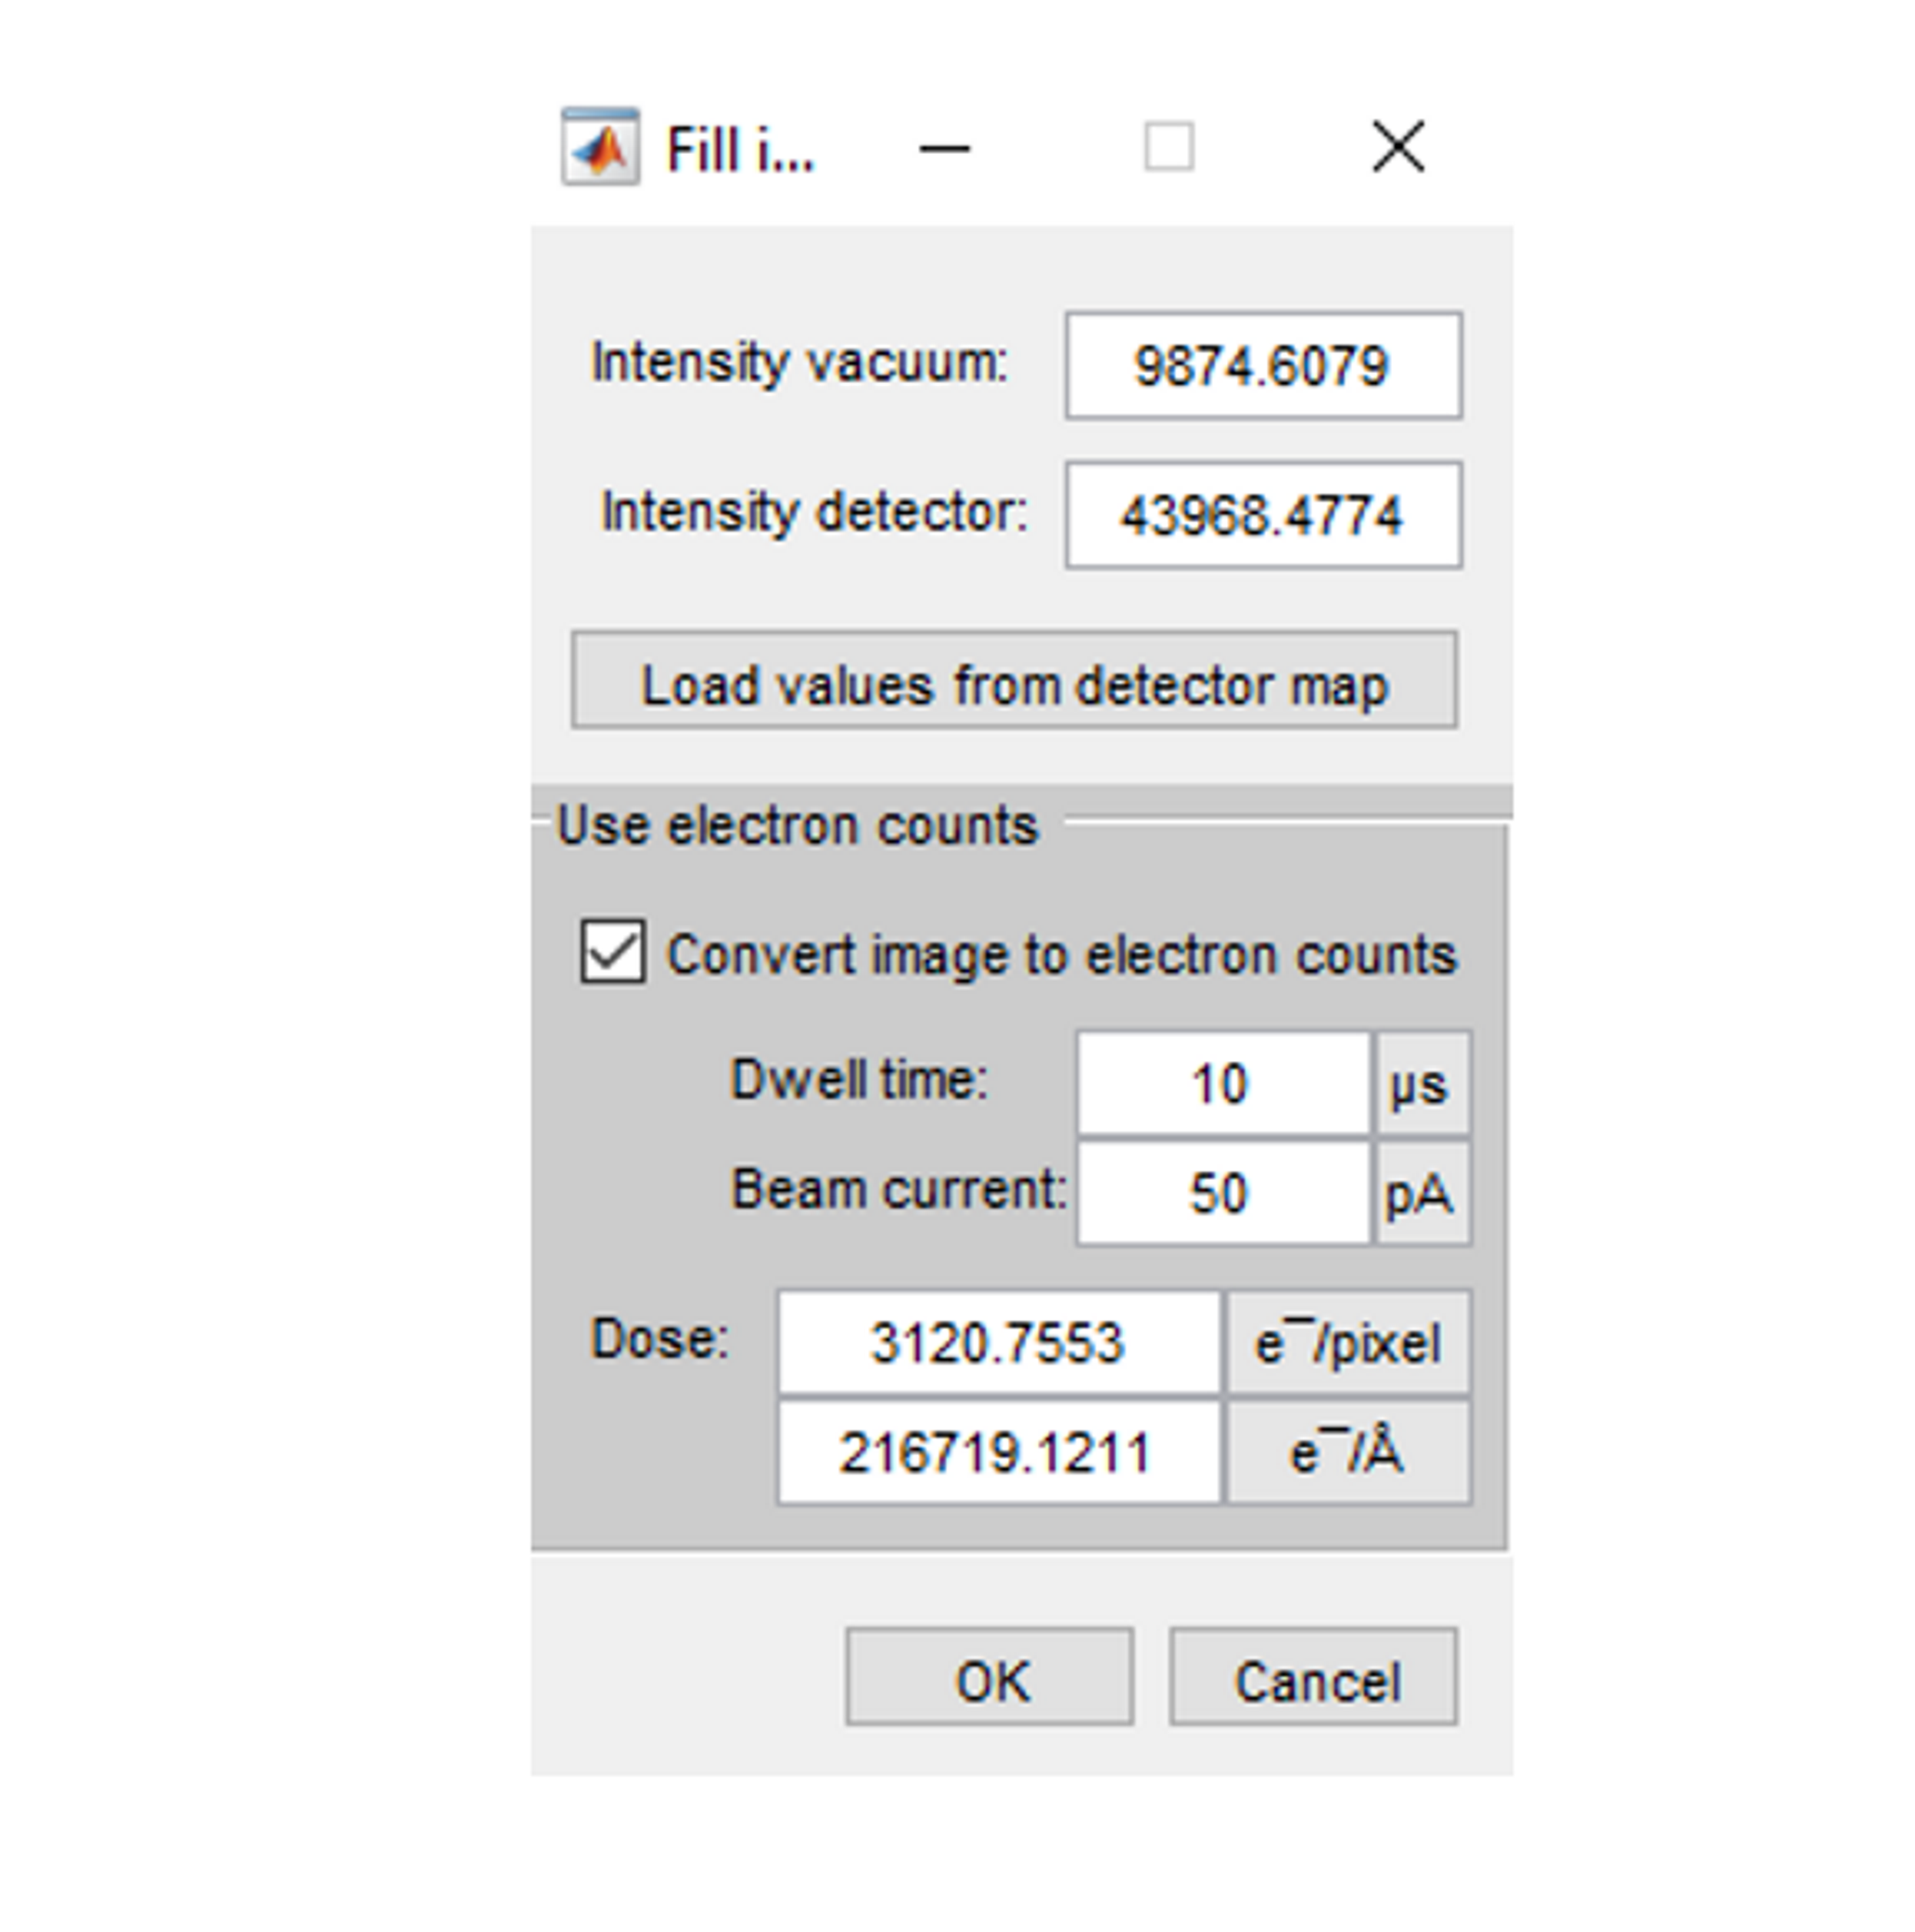 Fill i...
Intensity vacuum: 9874.6079
Intensity detector: 43968.4774
Load values from detector map
Use electron counts
Convert image to electron counts
Dwell time: 10 µs
Beam current: 50 pA
Dose: 3120.7553 e¯/pixel
216719.1211 e¯/Å
OK Cancel